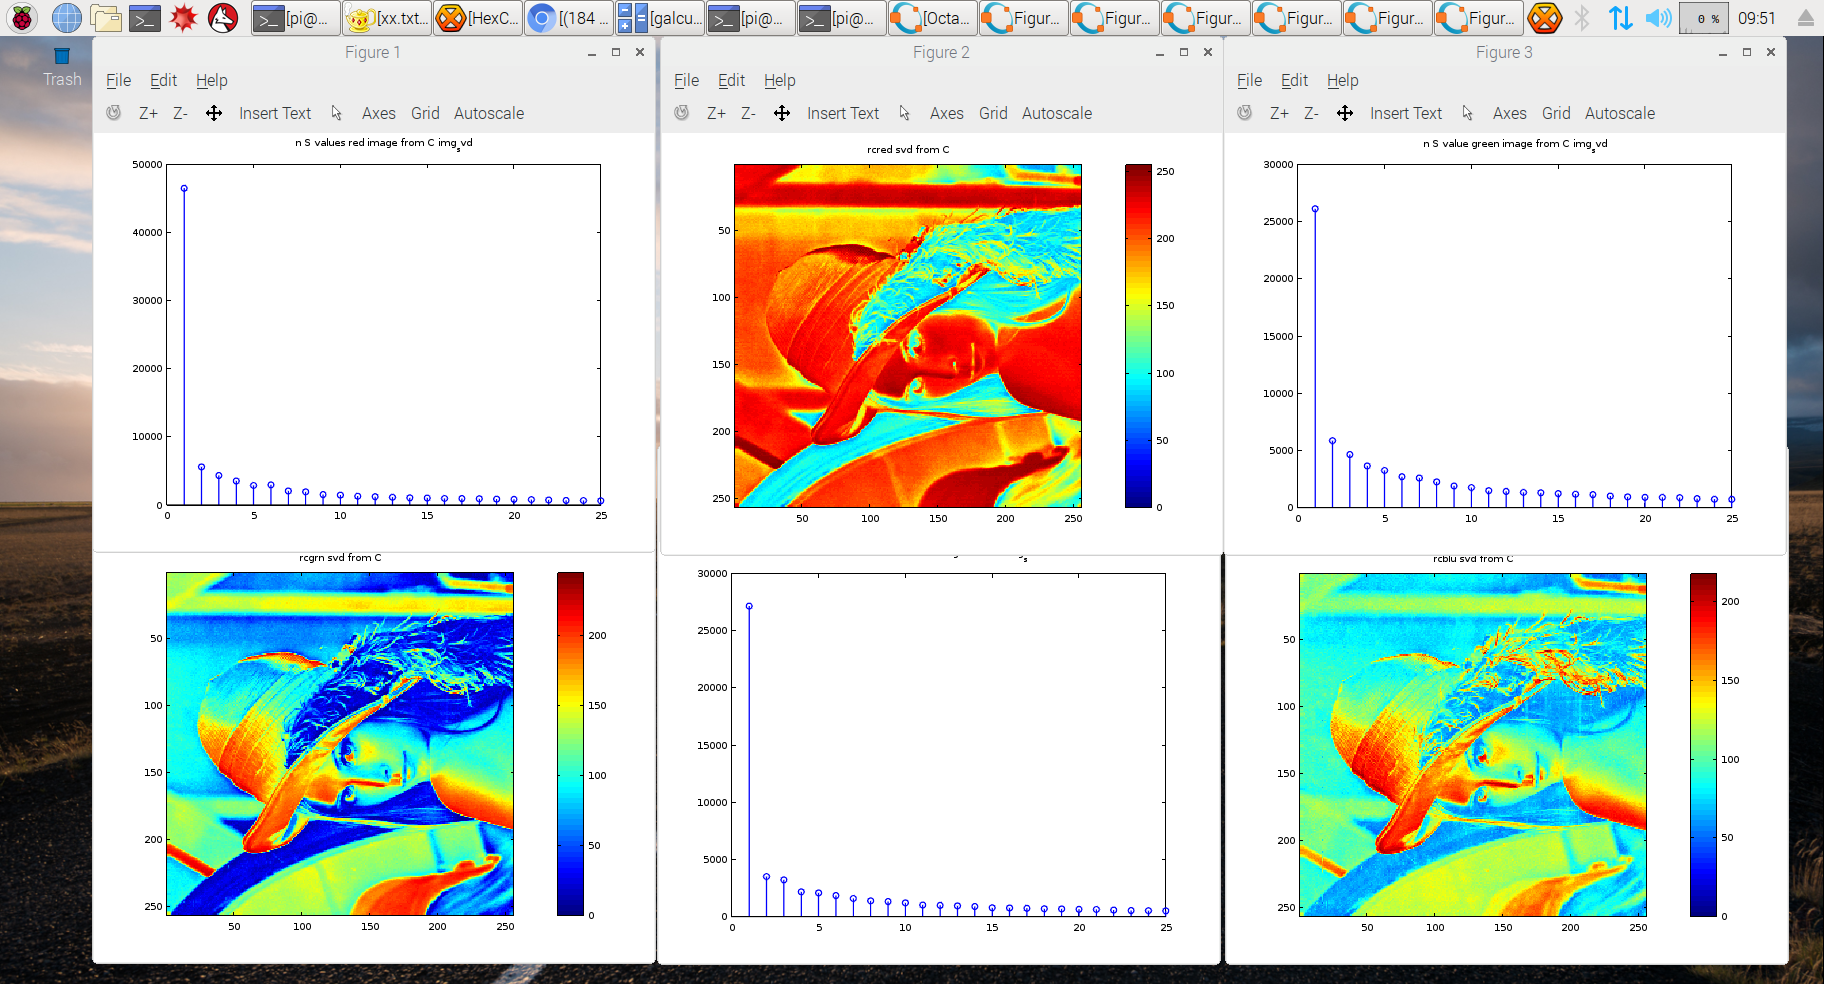 [pi@...
[xx.txt...
[HexC...
[(184 ...
[galcu...
[pi@...
[pi@...
[Octa...
Figur...
Figur...
Figur...
Figur...
Figur...
Figur...
0 %
09:51
Trash
Figure 1
File Edit Help
Z+ Z- Insert Text Axes Grid Autoscale
n S values red image from C imgsvd
50000
40000
30000
20000
10000
0
0 5 10 15 20 25
Figure 2
File Edit Help
Z+ Z- Insert Text Axes Grid Autoscale
rcred svd from C
50
100
150
200
250
50 100 150 200 250
250
200
150
100
50
0
Figure 3
File Edit Help
Z+ Z- Insert Text Axes Grid Autoscale
n S value green image from C imgsvd
30000
25000
20000
15000
10000
5000
0
0 5 10 15 20 25
rcgrn svd from C
50
100
150
200
250
50 100 150 200 250
200
150
100
50
0
30000
25000
20000
15000
10000
5000
0
0 5 10 15 20 25
rcblu svd from C
50
100
150
200
250
50 100 150 200 250
200
150
100
50
0